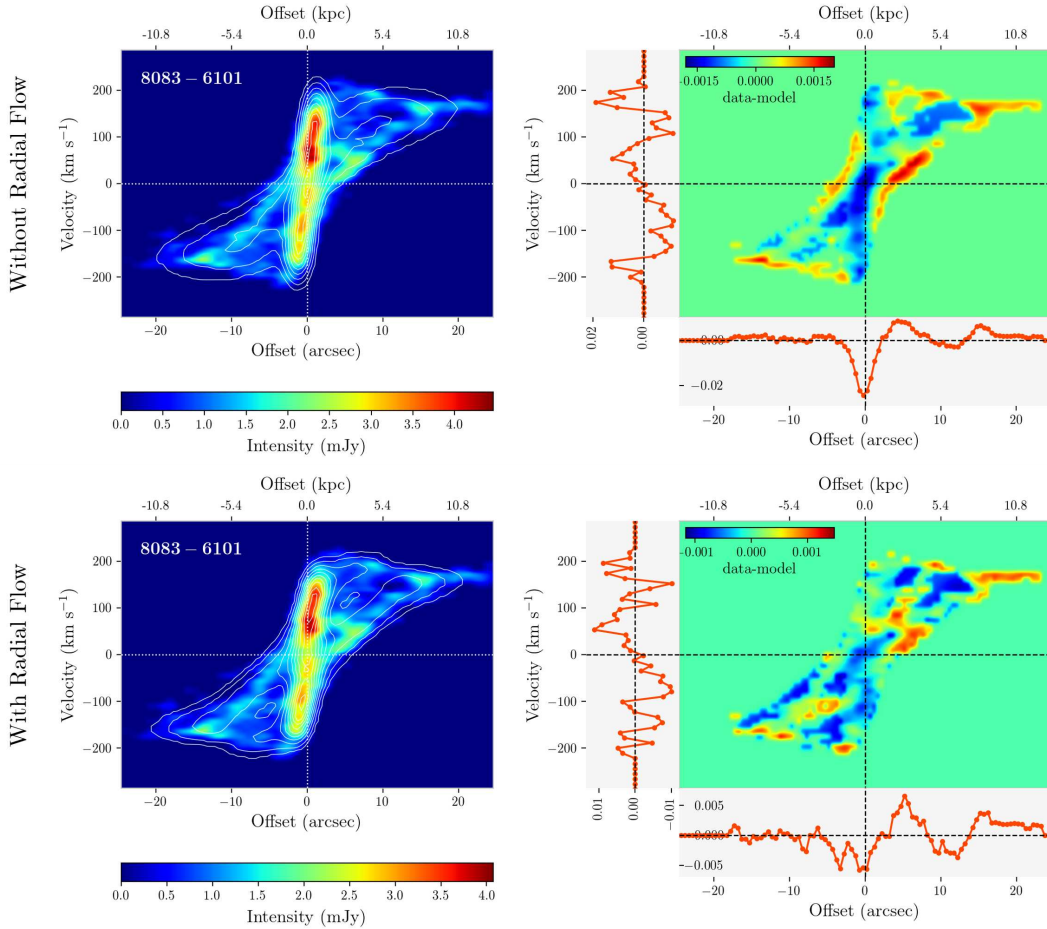 Offset (kpc)
-10.8 -5.4 0.0 5.4 10.8
Without Radial Flow
Velocity (km s⁻¹)
200
100
0
−100
−200
8083 − 6101
−20 −10 0 10 20
Offset (arcsec)
0.0 0.5 1.0 1.5 2.0 2.5 3.0 3.5 4.0
Intensity (mJy)
Offset (kpc)
-10.8 -5.4 0.0 5.4 10.8
Velocity (km s⁻¹)
200
100
0
−100
−200
0.02 0.00
-0.0015 0.0000 0.0015
data-model
0.00
−0.02
−20 −10 0 10 20
Offset (arcsec)
Offset (kpc)
-10.8 -5.4 0.0 5.4 10.8
With Radial Flow
Velocity (km s⁻¹)
200
100
0
−100
−200
8083 − 6101
−20 −10 0 10 20
Offset (arcsec)
0.0 0.5 1.0 1.5 2.0 2.5 3.0 3.5 4.0
Intensity (mJy)
Offset (kpc)
-10.8 -5.4 0.0 5.4 10.8
Velocity (km s⁻¹)
200
100
0
−100
−200
0.01 0.00 −0.01
-0.001 0.000 0.001
data-model
0.005
0.000
−0.005
−20 −10 0 10 20
Offset (arcsec)